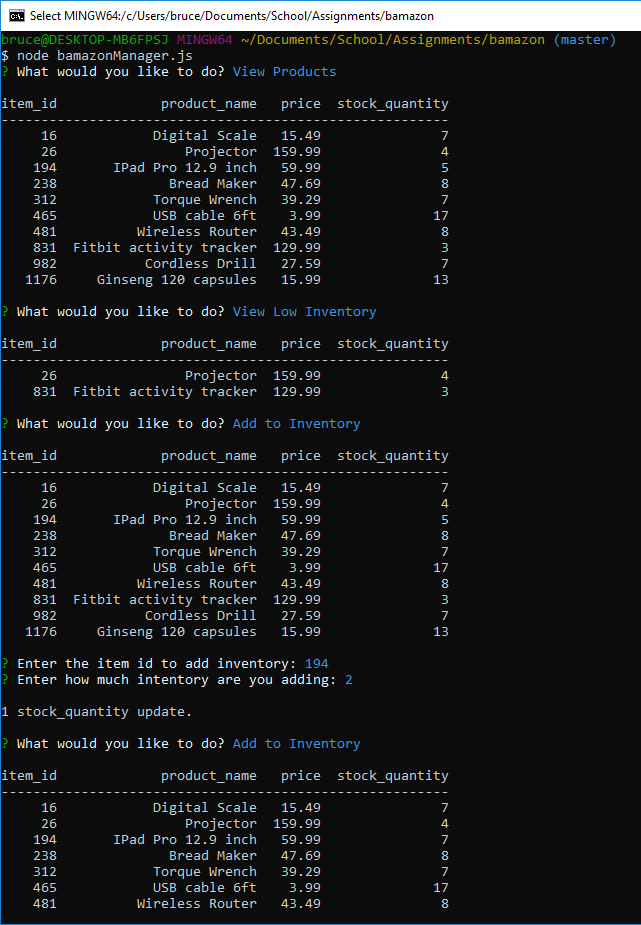 Select MINGW64:/c/Users/bruce/Documents/School/Assignments/bamazon
bruce@DESKTOP-MB6FPSJ MINGW64 ~/Documents/School/Assignments/bamazon (master)
$ node bamazonManager.js
? What would you like to do? View Products
item_id product_name price stock_quantity
--------------------------------------------------------
16 Digital Scale 15.49 7
26 Projector 159.99 4
194 IPad Pro 12.9 inch 59.99 5
238 Bread Maker 47.69 8
312 Torque Wrench 39.29 7
465 USB cable 6ft 3.99 17
481 Wireless Router 43.49 8
831 Fitbit activity tracker 129.99 3
982 Cordless Drill 27.59 7
1176 Ginseng 120 capsules 15.99 13
? What would you like to do? View Low Inventory
item_id product_name price stock_quantity
--------------------------------------------------------
26 Projector 159.99 4
831 Fitbit activity tracker 129.99 3
? What would you like to do? Add to Inventory
item_id product_name price stock_quantity
--------------------------------------------------------
16 Digital Scale 15.49 7
26 Projector 159.99 4
194 IPad Pro 12.9 inch 59.99 5
238 Bread Maker 47.69 8
312 Torque Wrench 39.29 7
465 USB cable 6ft 3.99 17
481 Wireless Router 43.49 8
831 Fitbit activity tracker 129.99 3
982 Cordless Drill 27.59 7
1176 Ginseng 120 capsules 15.99 13
? Enter the item id to add inventory: 194
? Enter how much intentory are you adding: 2
1 stock_quantity update.
? What would you like to do? Add to Inventory
item_id product_name price stock_quantity
--------------------------------------------------------
16 Digital Scale 15.49 7
26 Projector 159.99 4
194 IPad Pro 12.9 inch 59.99 7
238 Bread Maker 47.69 8
312 Torque Wrench 39.29 7
465 USB cable 6ft 3.99 17
481 Wireless Router 43.49 8